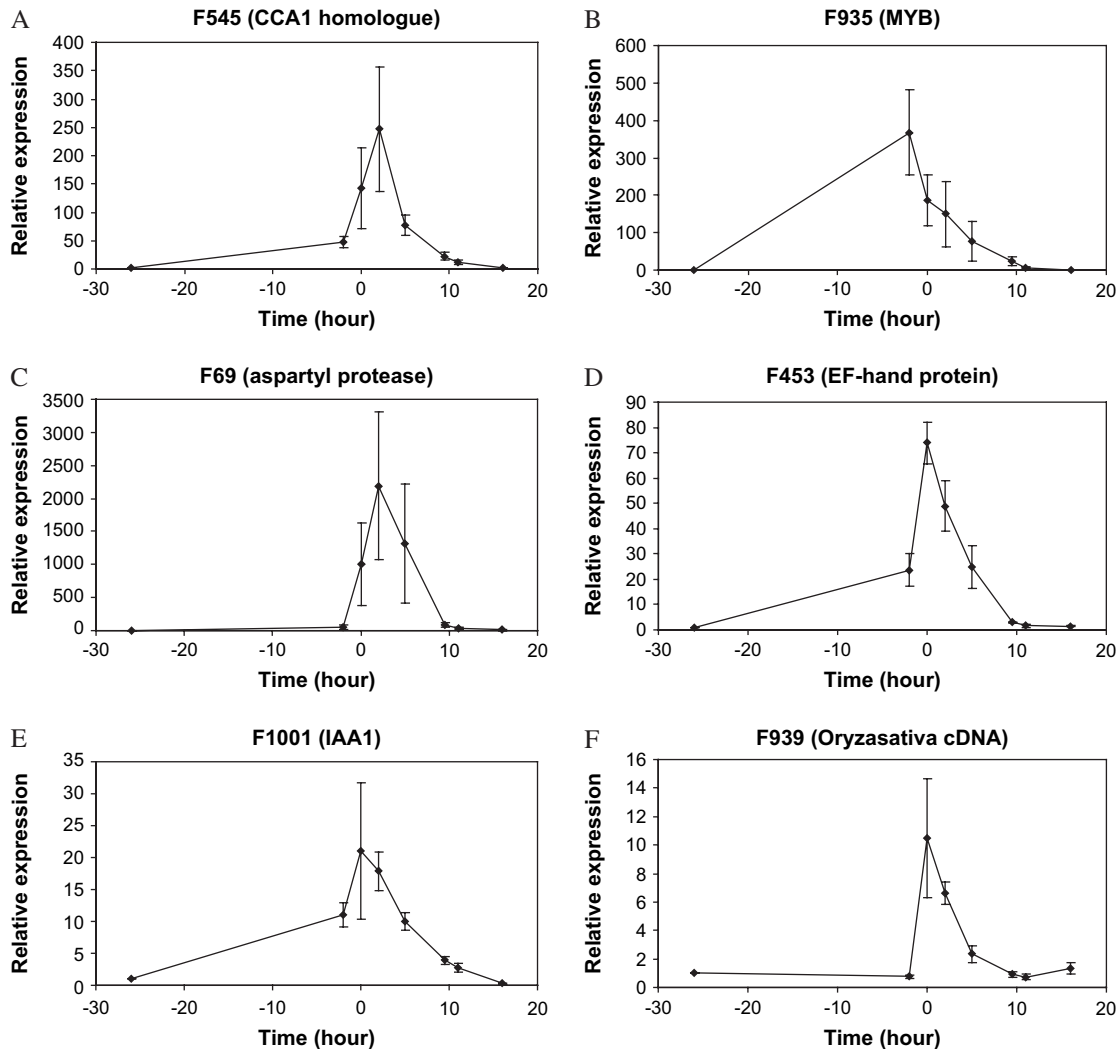 A
F545 (CCA1 homologue)
Relative expression
400
350
300
250
200
150
100
50
0
-30 -20 -10 0 10 20
Time (hour)
B
F935 (MYB)
Relative expression
600
500
400
300
200
100
0
-30 -20 -10 0 10 20
Time (hour)
C
F69 (aspartyl protease)
Relative expression
3500
3000
2500
2000
1500
1000
500
0
-30 -20 -10 0 10 20
Time (hour)
D
F453 (EF-hand protein)
Relative expression
90
80
70
60
50
40
30
20
10
0
-30 -20 -10 0 10 20
Time (hour)
E
F1001 (IAA1)
Relative expression
35
30
25
20
15
10
5
0
-30 -20 -10 0 10 20
Time (hour)
F
F939 (Oryzasativa cDNA)
Relative expression
16
14
12
10
8
6
4
2
0
-30 -20 -10 0 10 20
Time (hour)